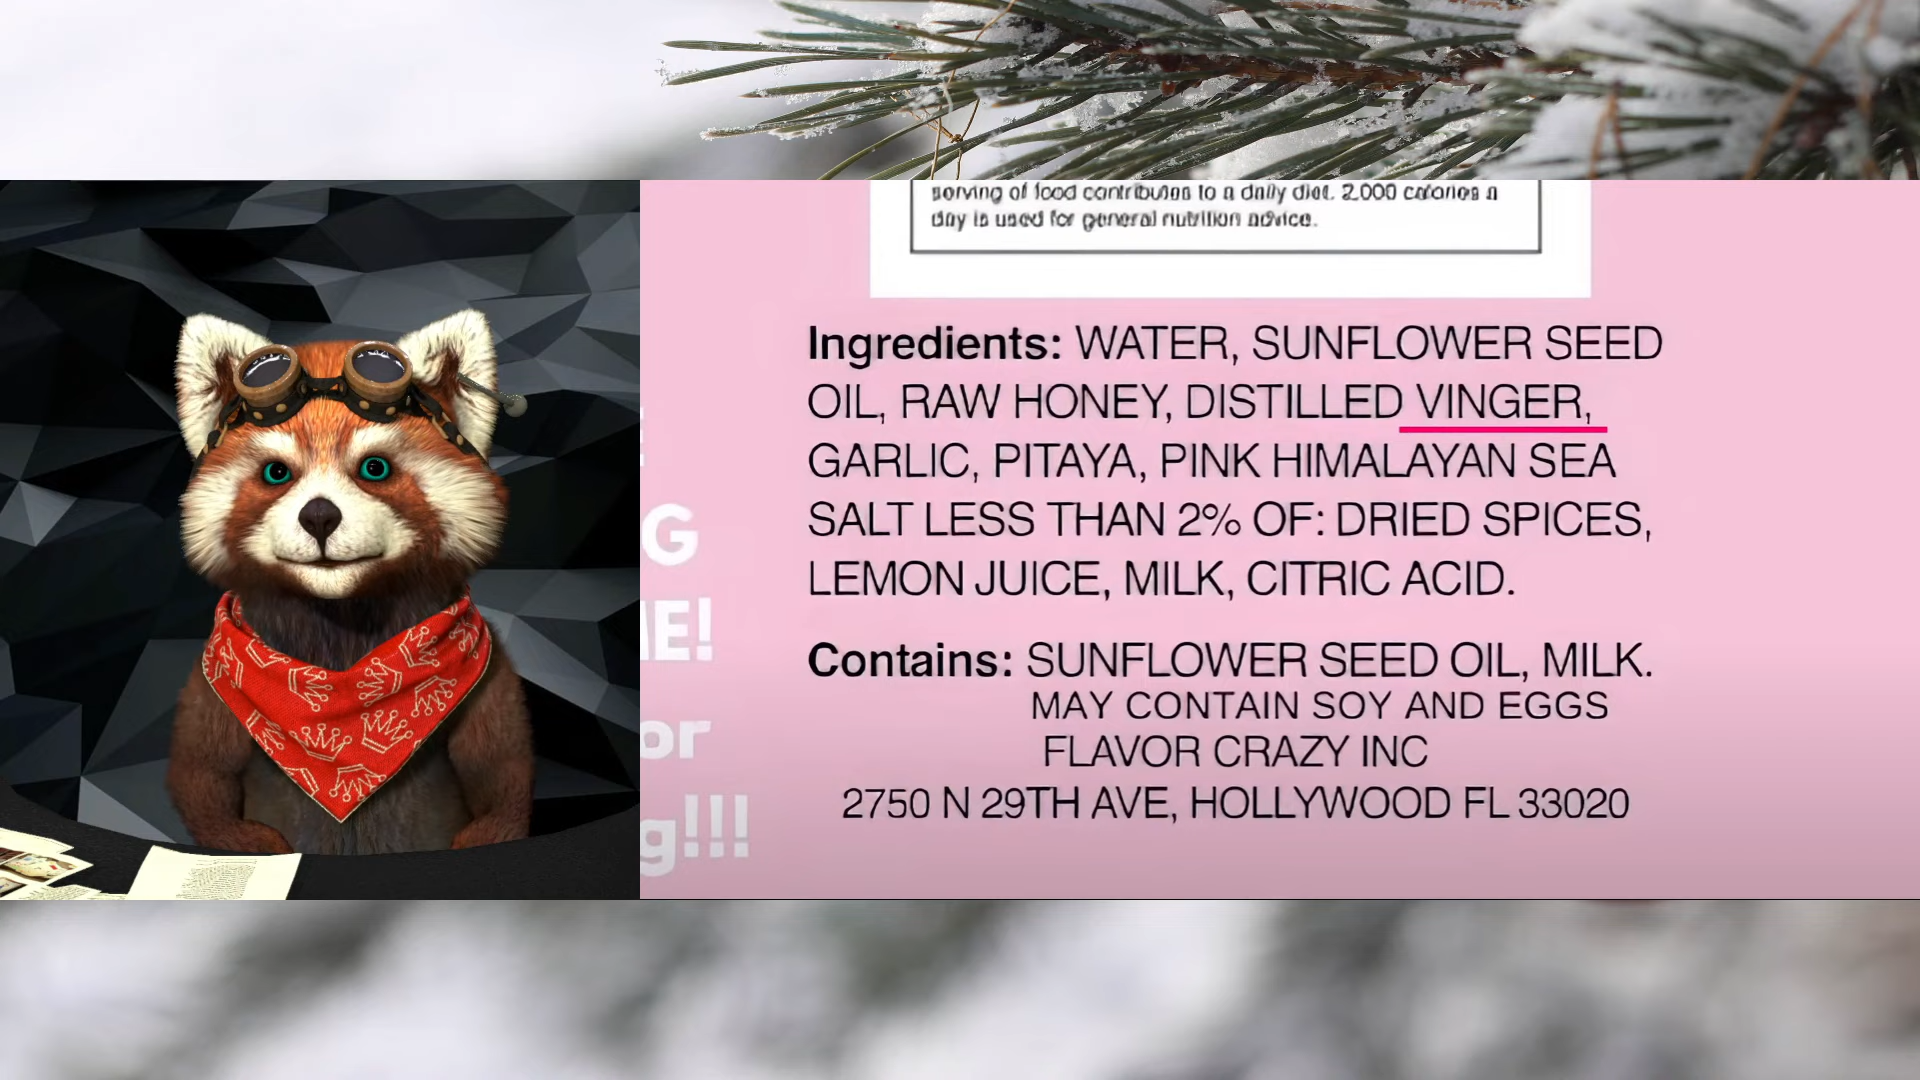 serving of food contributes to a daily diet. 2,000 calories a
day is used for general nutrition advice.
Ingredients: WATER, SUNFLOWER SEED
OIL, RAW HONEY, DISTILLED VINGER,
GARLIC, PITAYA, PINK HIMALAYAN SEA
SALT LESS THAN 2% OF: DRIED SPICES,
LEMON JUICE, MILK, CITRIC ACID.
Contains: SUNFLOWER SEED OIL, MILK.
MAY CONTAIN SOY AND EGGS
FLAVOR CRAZY INC
2750 N 29TH AVE, HOLLYWOOD FL 33020
G
E!
or
g!!!